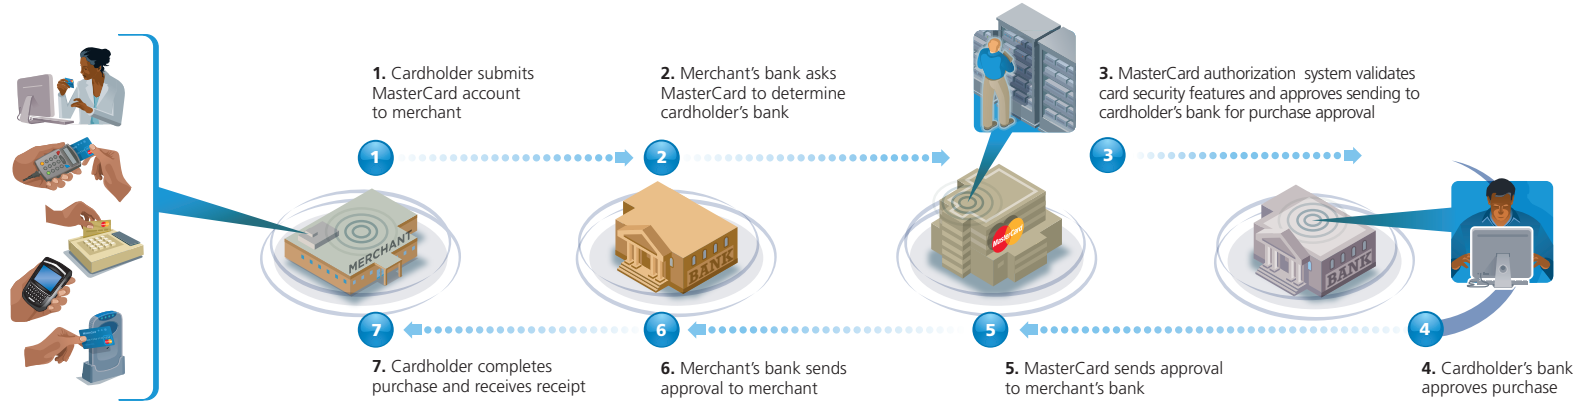 1. Cardholder submits
MasterCard account
to merchant
2. Merchant's bank asks
MasterCard to determine
cardholder's bank
3. MasterCard authorization system validates
card security features and approves sending to
cardholder's bank for purchase approval
1
2
3
MERCHANT
BANK
MasterCard
BANK
7
6
5
4
7. Cardholder completes
purchase and receives receipt
6. Merchant's bank sends
approval to merchant
5. MasterCard sends approval
to merchant's bank
4. Cardholder's bank
approves purchase